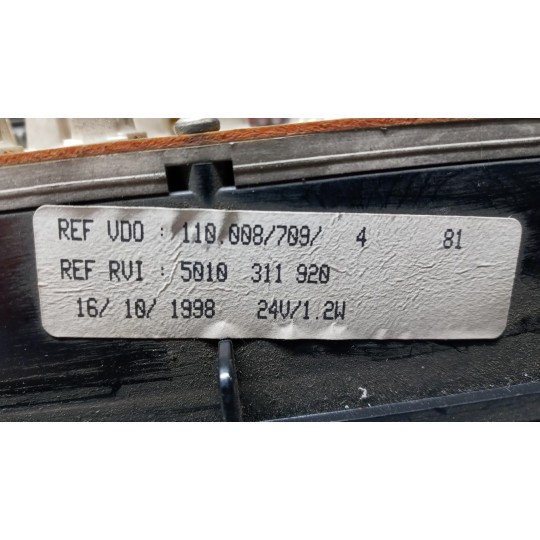 REF VDO : 110.008/709/ 4 81
REF RVI : 5010 311 920
16/ 10/ 1998 24V/1.2W